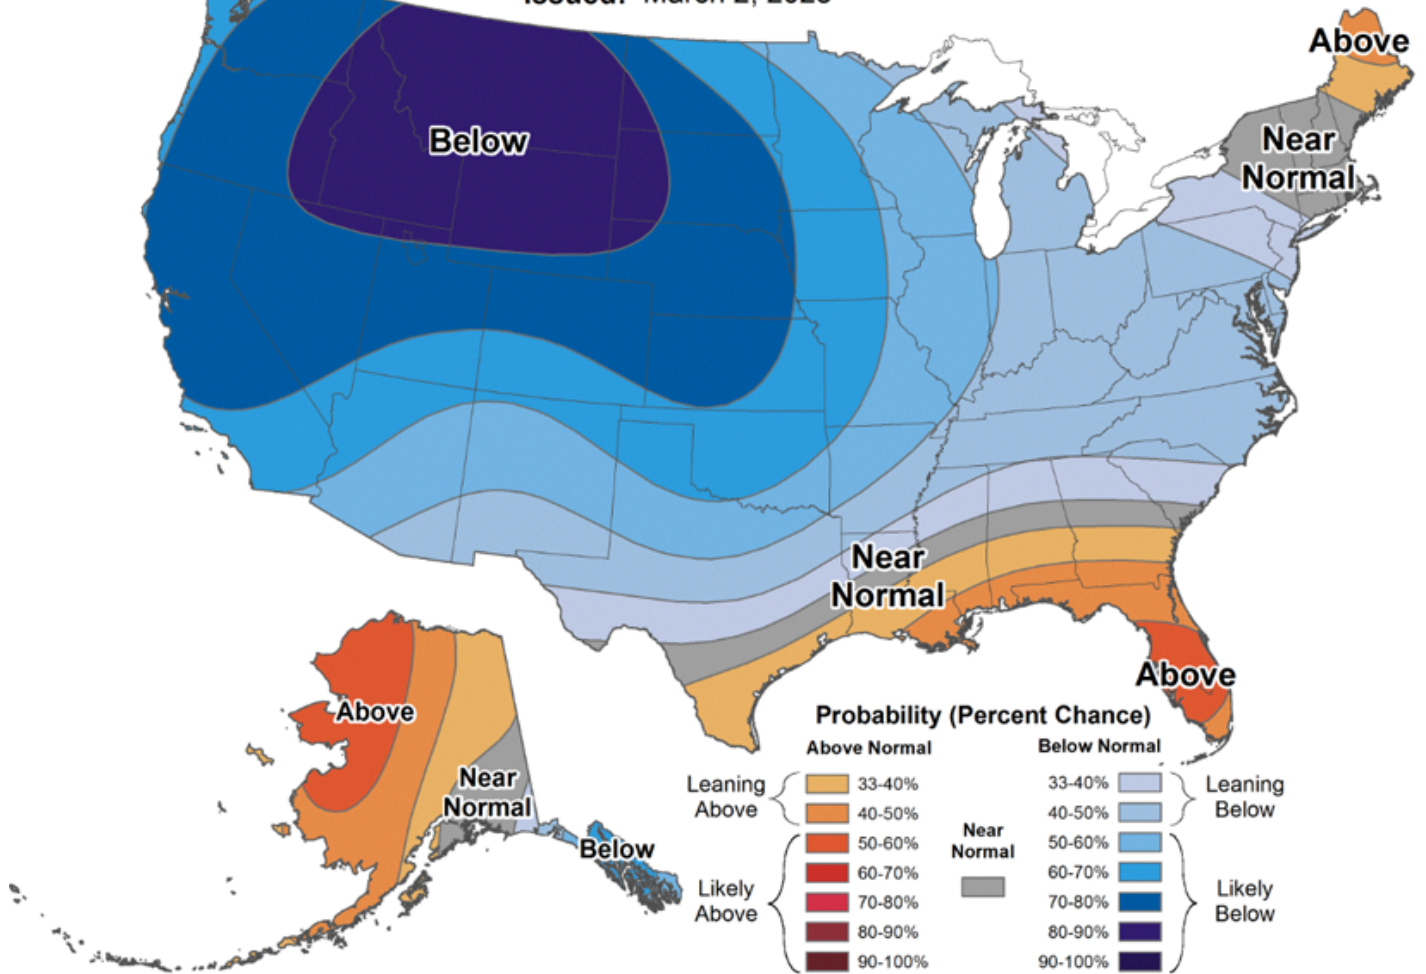 Issued:
Above
Below
Near
Normal
Near
Normal
Above
Above
Near
Normal
Below
Probability (Percent Chance)
Above Normal
Below Normal
Leaning
Above
33-40%
40-50%
50-60%
60-70%
70-80%
80-90%
90-100%
Likely
Above
Near
Normal
33-40%
40-50%
50-60%
60-70%
70-80%
80-90%
90-100%
Leaning
Below
Likely
Below